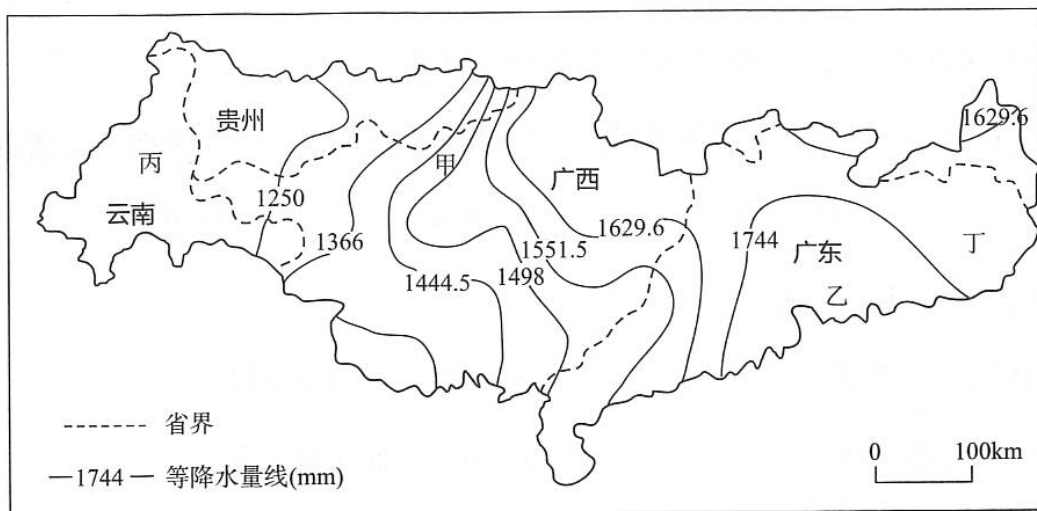 1629.6
贵州
丙
甲
广西
1250
云南
1366
1629.6
1744
丁
1551.5
广东
1444.5
1498
乙
省界
—1744— 等降水量线(mm)
0 100km